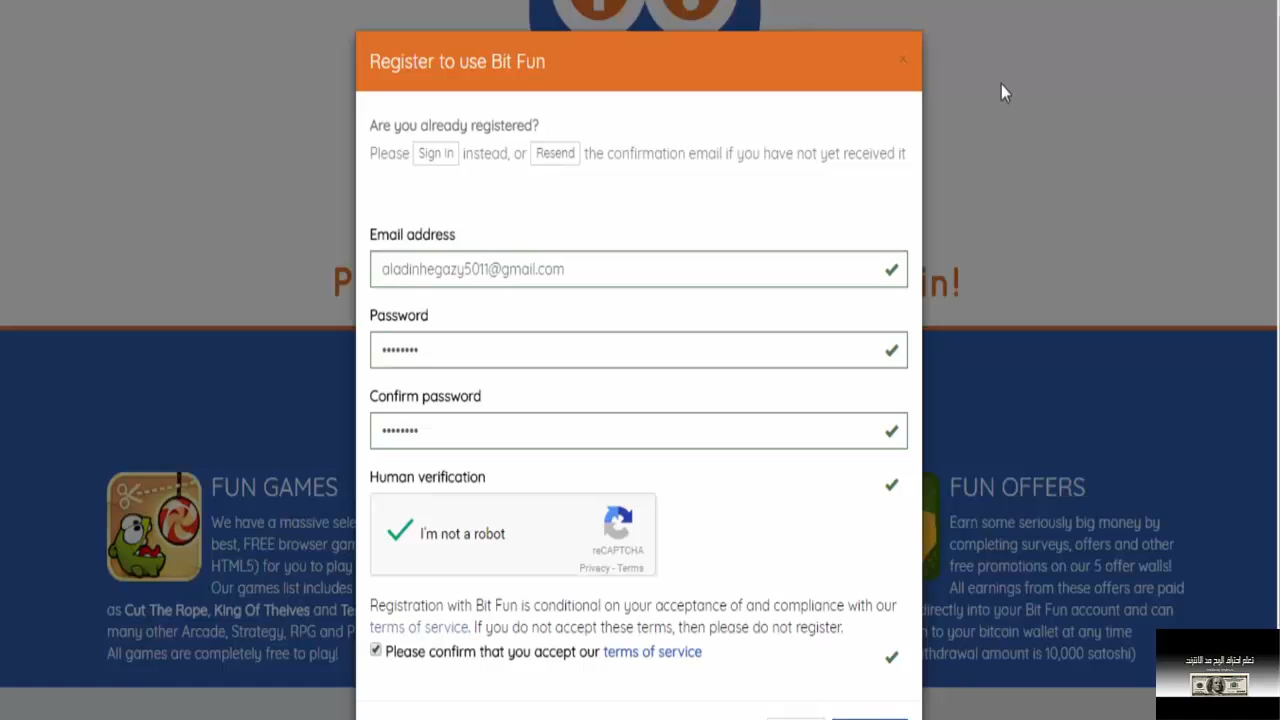 Register to use Bit Fun
×
Are you already registered?
Please Sign In instead, or Resend the confirmation email if you have not yet received it
Email address
aladinhegazy5011@gmail.com
P
in!
Password
••••••••
Confirm password
••••••••
Human verification
I'm not a robot
reCAPTCHA
Privacy - Terms
Registration with Bit Fun is conditional on your acceptance of and compliance with our
terms of service. If you do not accept these terms, then please do not register.
Please confirm that you accept our terms of service
FUN GAMES
We have a massive sele
best, FREE browser gam
HTML5) for you to play
Our games list includes
as Cut The Rope, King Of Theives and Te
many other Arcade, Strategy, RPG and P
All games are completely free to play!
FUN OFFERS
Earn some seriously big money by
completing surveys, offers and other
free promotions on our 5 offer walls!
All earnings from these offers are paid
directly into your Bit Fun account and can
n to your bitcoin wallet at any time
thdrawal amount is 10,000 satoshi)
تعلم احتراف الربح من الانترنت